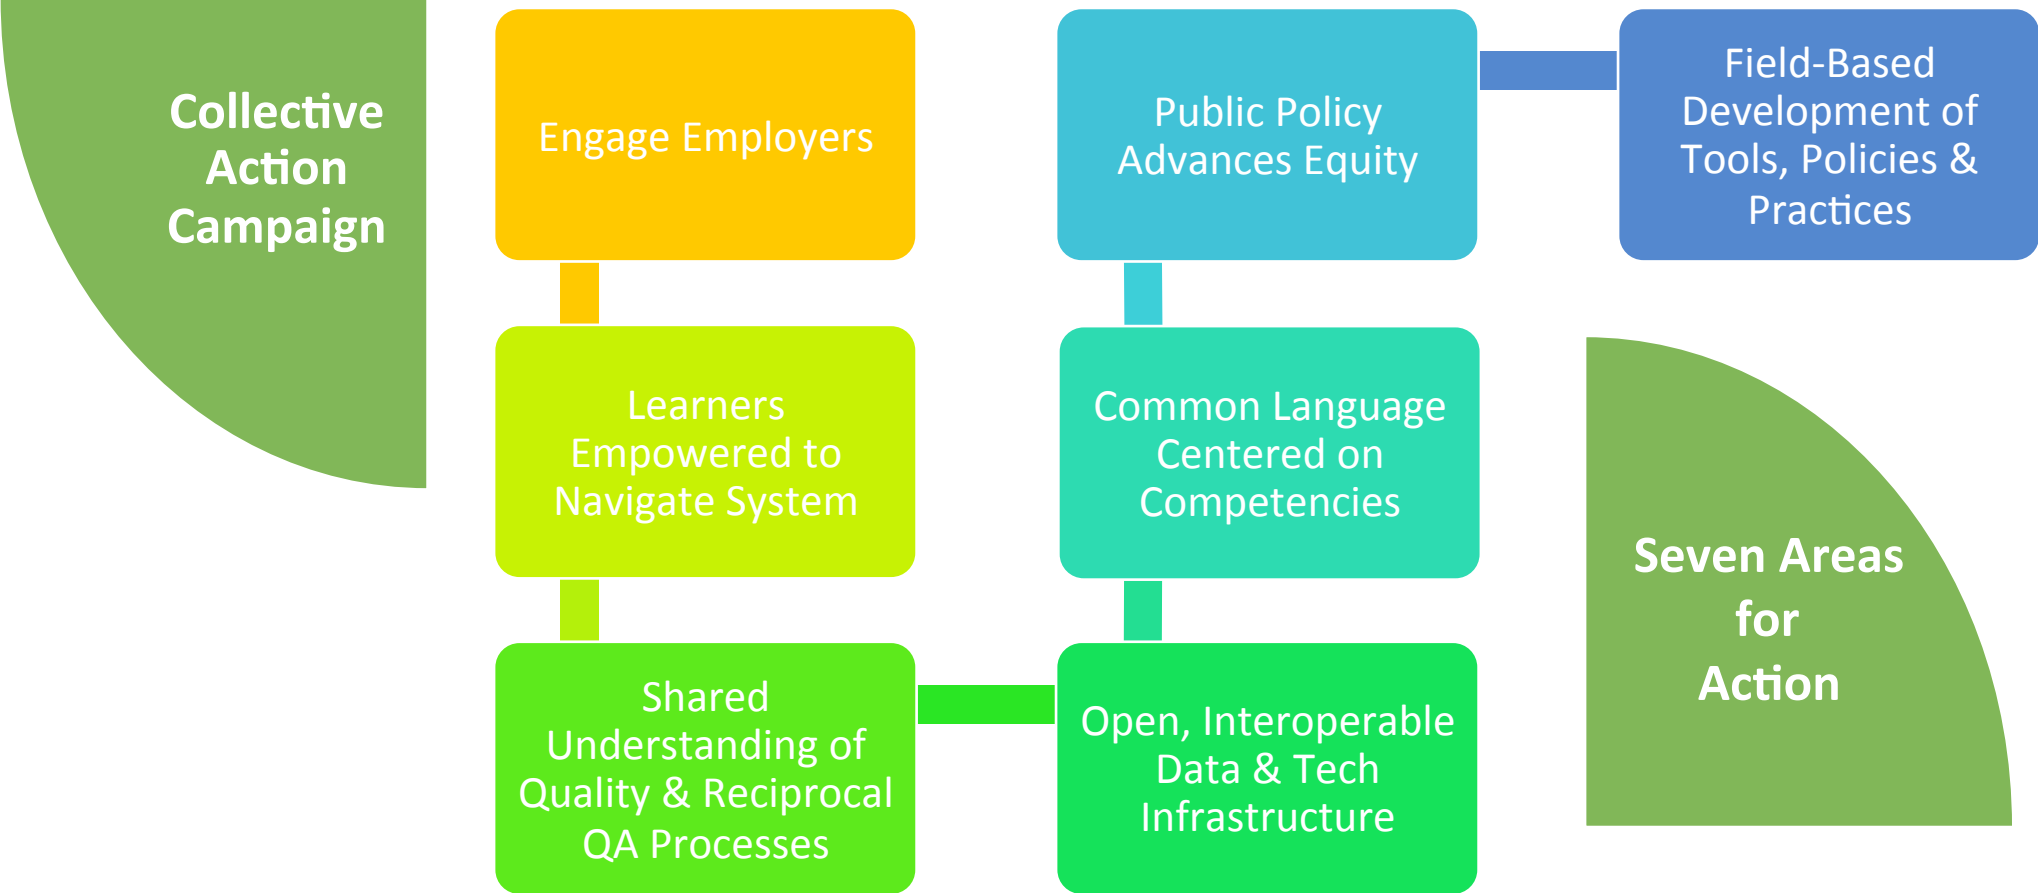 Collective
Action
Campaign
Engage Employers
Learners
Empowered to
Navigate System
Shared
Understanding of
Quality & Reciprocal
QA Processes
Open, Interoperable
Data & Tech
Infrastructure
Common Language
Centered on
Competencies
Public Policy
Advances Equity
Field-Based
Development of
Tools, Policies &
Practices
Seven Areas
for
Action